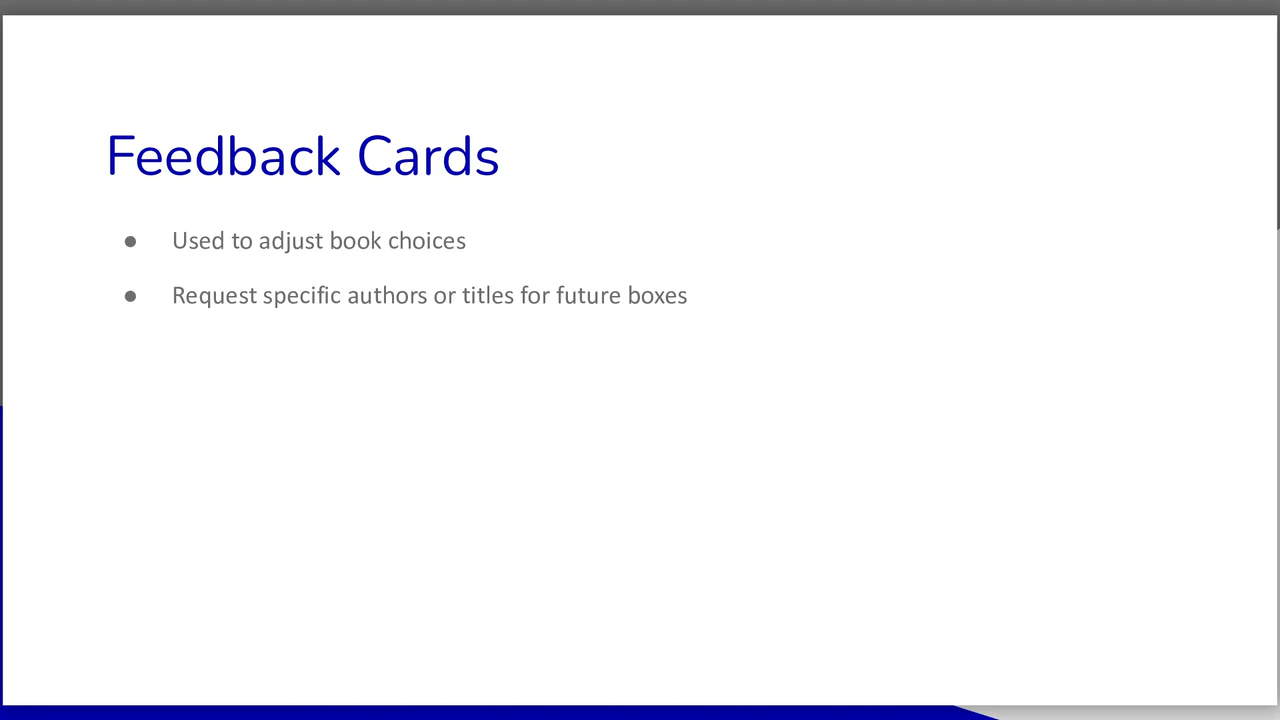 Feedback Cards
● Used to adjust book choices
● Request specific authors or titles for future boxes